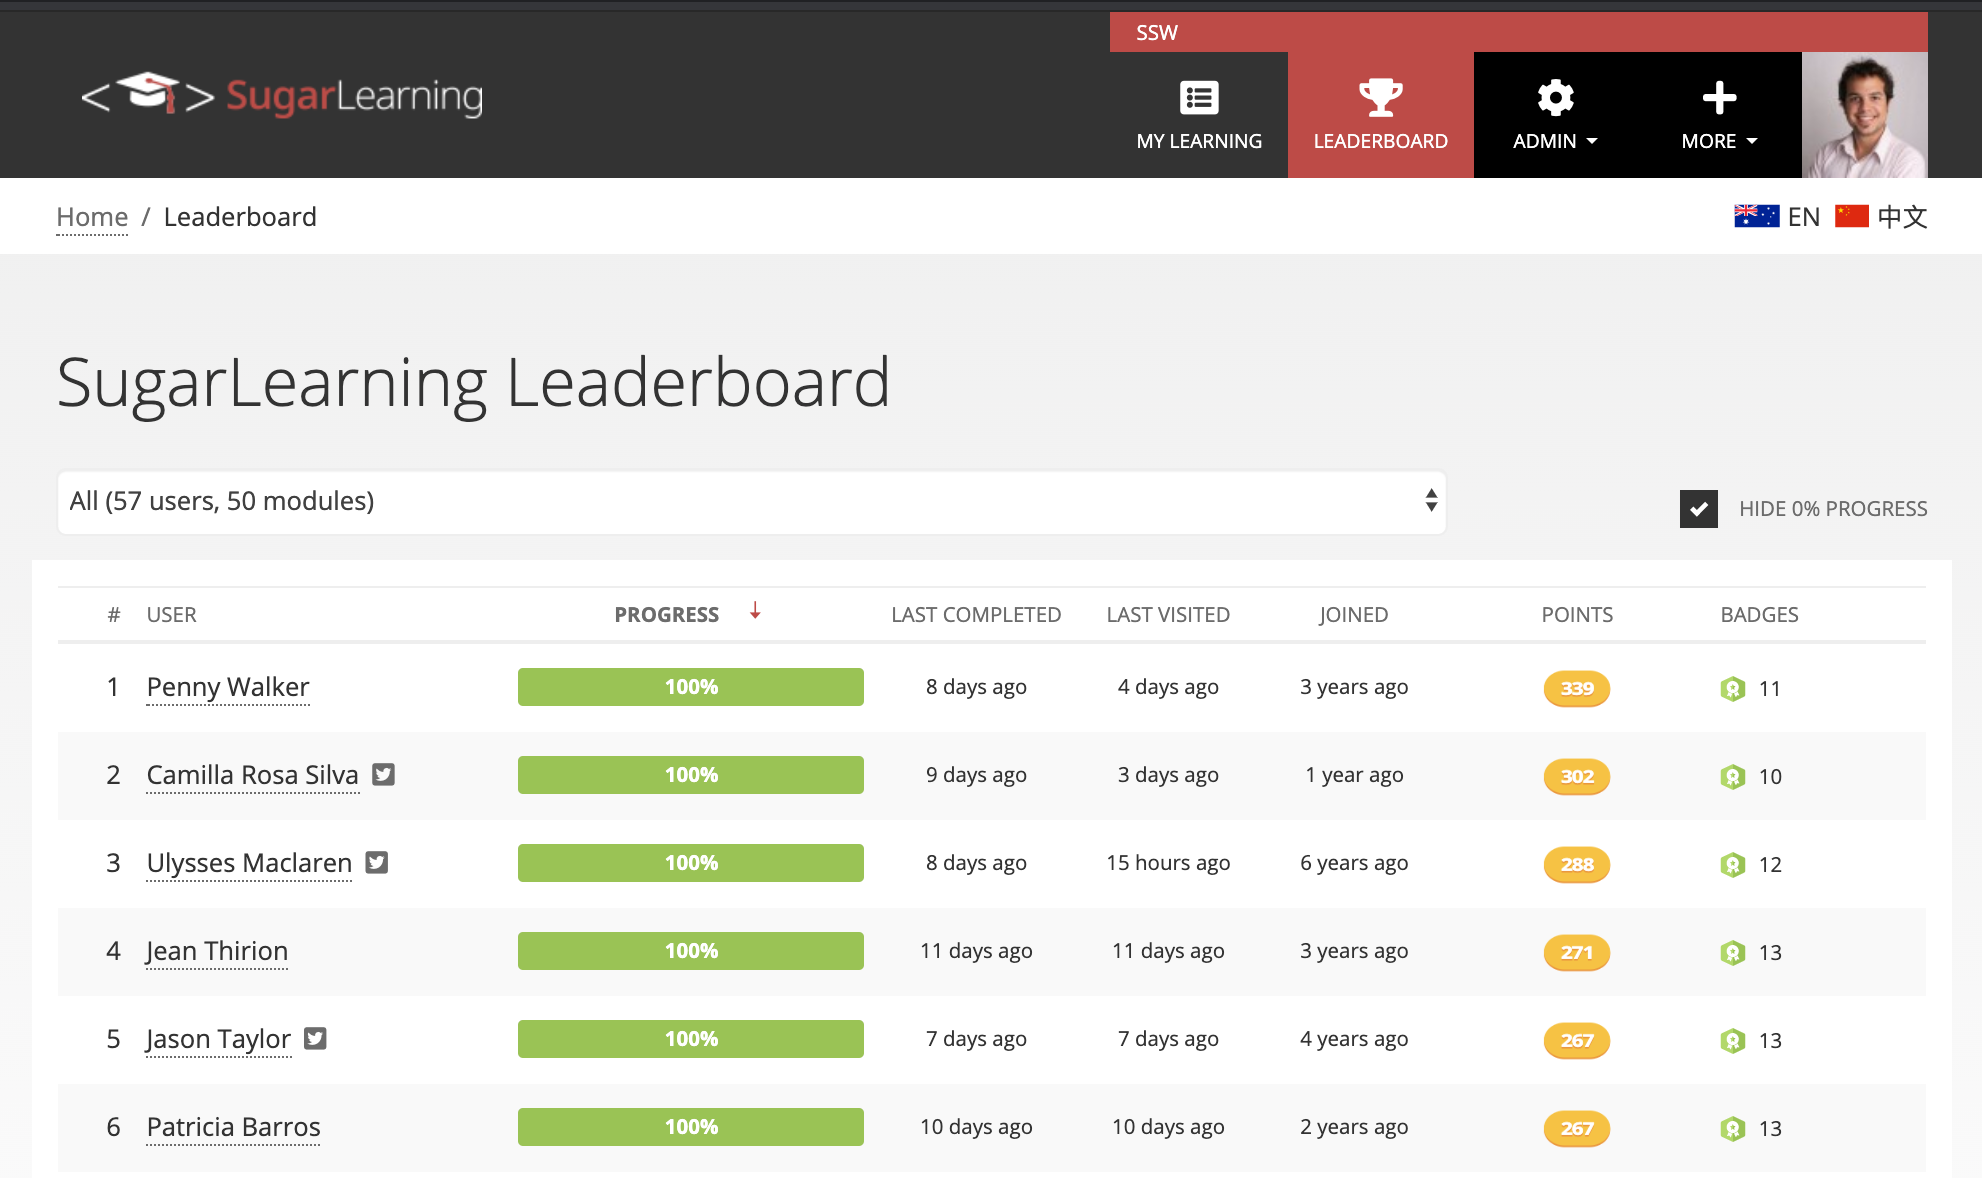 SSW
< > SugarLearning
MY LEARNING LEADERBOARD ADMIN MORE
Home / Leaderboard EN 中文
SugarLearning Leaderboard
All (57 users, 50 modules) HIDE 0% PROGRESS
# USER PROGRESS LAST COMPLETED LAST VISITED JOINED POINTS BADGES
1 Penny Walker 100% 8 days ago 4 days ago 3 years ago 339 11
2 Camilla Rosa Silva 100% 9 days ago 3 days ago 1 year ago 302 10
3 Ulysses Maclaren 100% 8 days ago 15 hours ago 6 years ago 288 12
4 Jean Thirion 100% 11 days ago 11 days ago 3 years ago 271 13
5 Jason Taylor 100% 7 days ago 7 days ago 4 years ago 267 13
6 Patricia Barros 100% 10 days ago 10 days ago 2 years ago 267 13